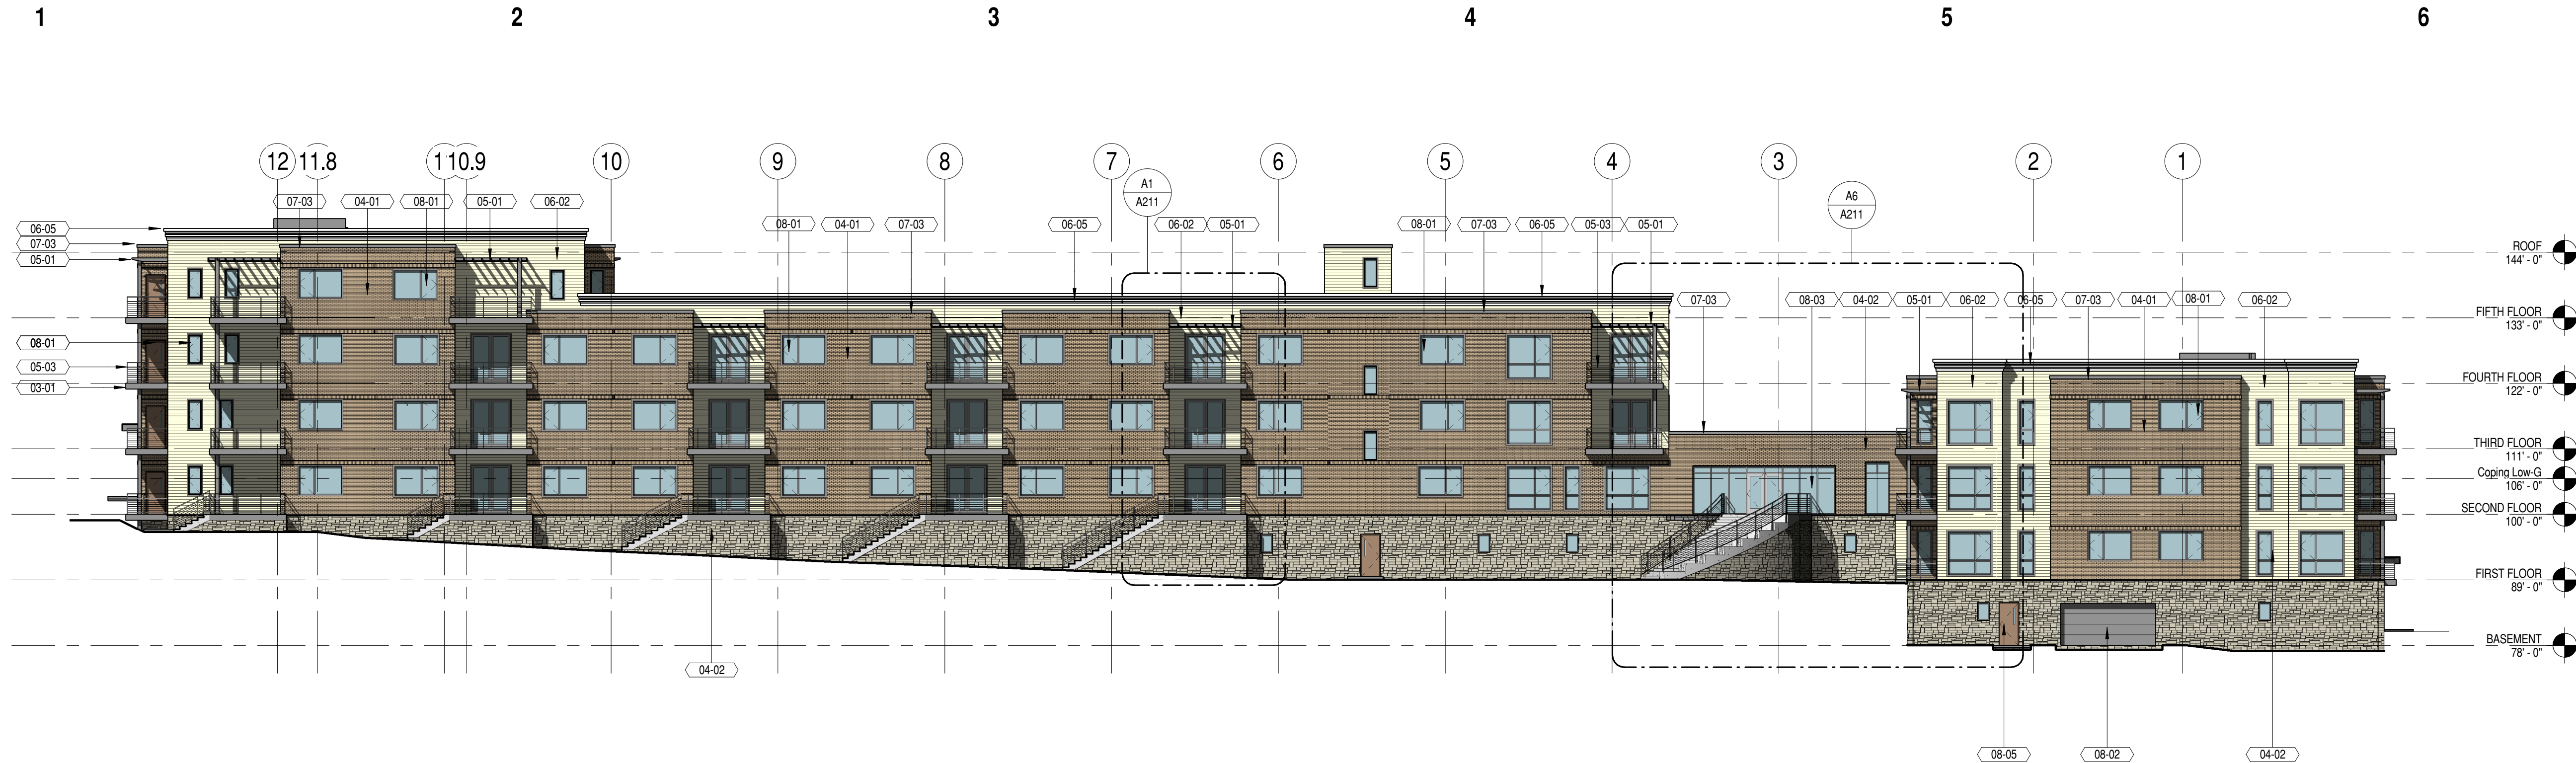 1 2 3 4 5 6
12 11.8 11 10.9 10 9 8 7 6 5 4 3 2 1
A1
A211
A6
A211
07-03 04-01 08-01 05-01 06-02
08-01 04-01 07-03 06-05 06-02 05-01 08-01 07-03 06-05 05-03 05-01
06-05
07-03
05-01
ROOF
144' - 0"
07-03 08-03 04-02 05-01 06-02 06-05 07-03 04-01 08-01 06-02
FIFTH FLOOR
133' - 0"
08-01
05-03
03-01
FOURTH FLOOR
122' - 0"
THIRD FLOOR
111' - 0"
Coping Low-G
106' - 0"
SECOND FLOOR
100' - 0"
FIRST FLOOR
89' - 0"
BASEMENT
78' - 0"
04-02
08-05 08-02 04-02